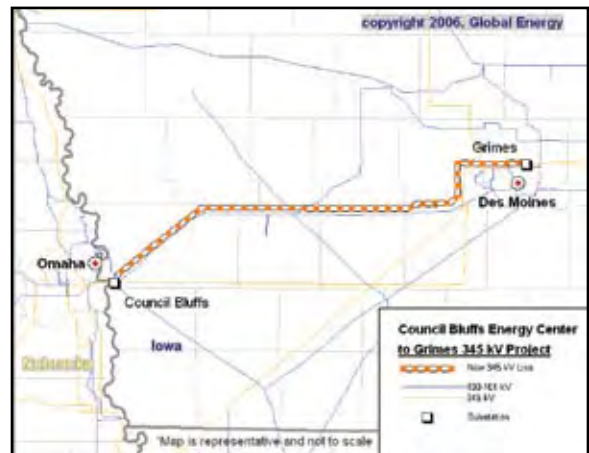 copyright 2006, Global Energy
Grimes
Des Moines
Omaha
Council Bluffs
Iowa
Nebraska
Council Bluffs Energy Center
to Grimes 345 kV Project
New 345 kV Line
345 kV
Substation
*Map is representative and not to scale